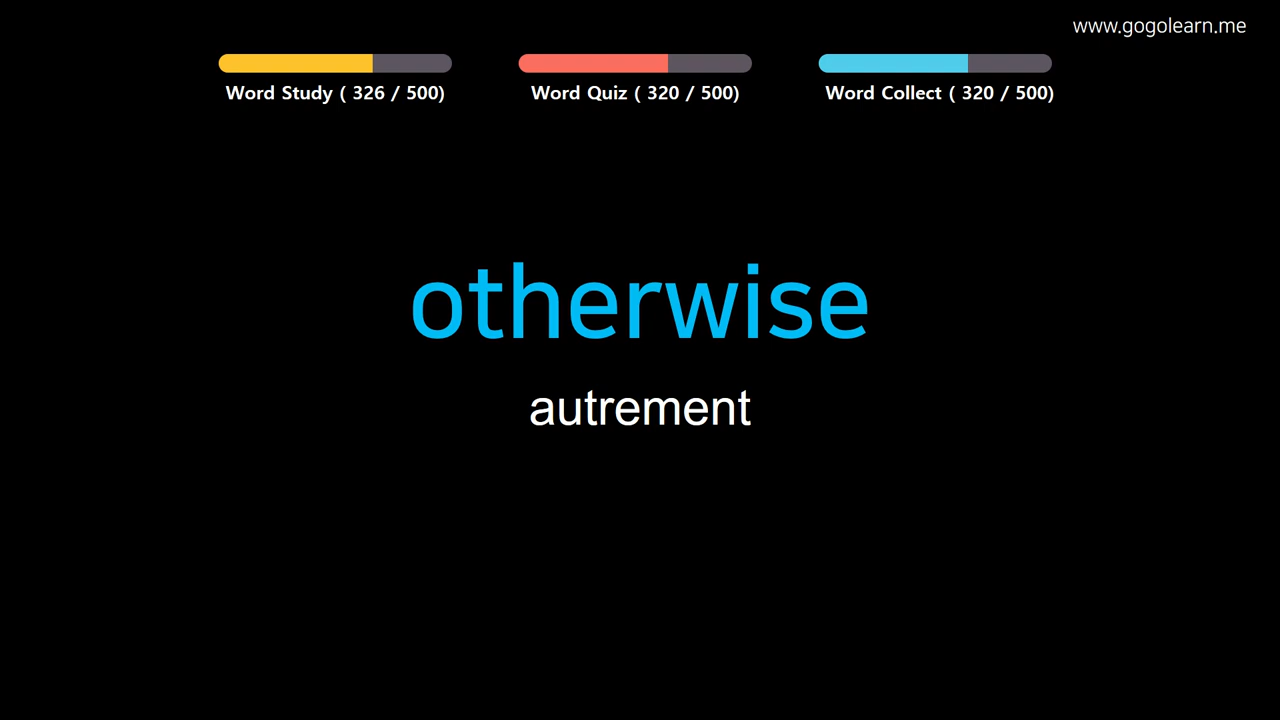 www.gogolearn.me
Word Study ( 326 / 500)
Word Quiz ( 320 / 500)
Word Collect ( 320 / 500)
otherwise
autrement